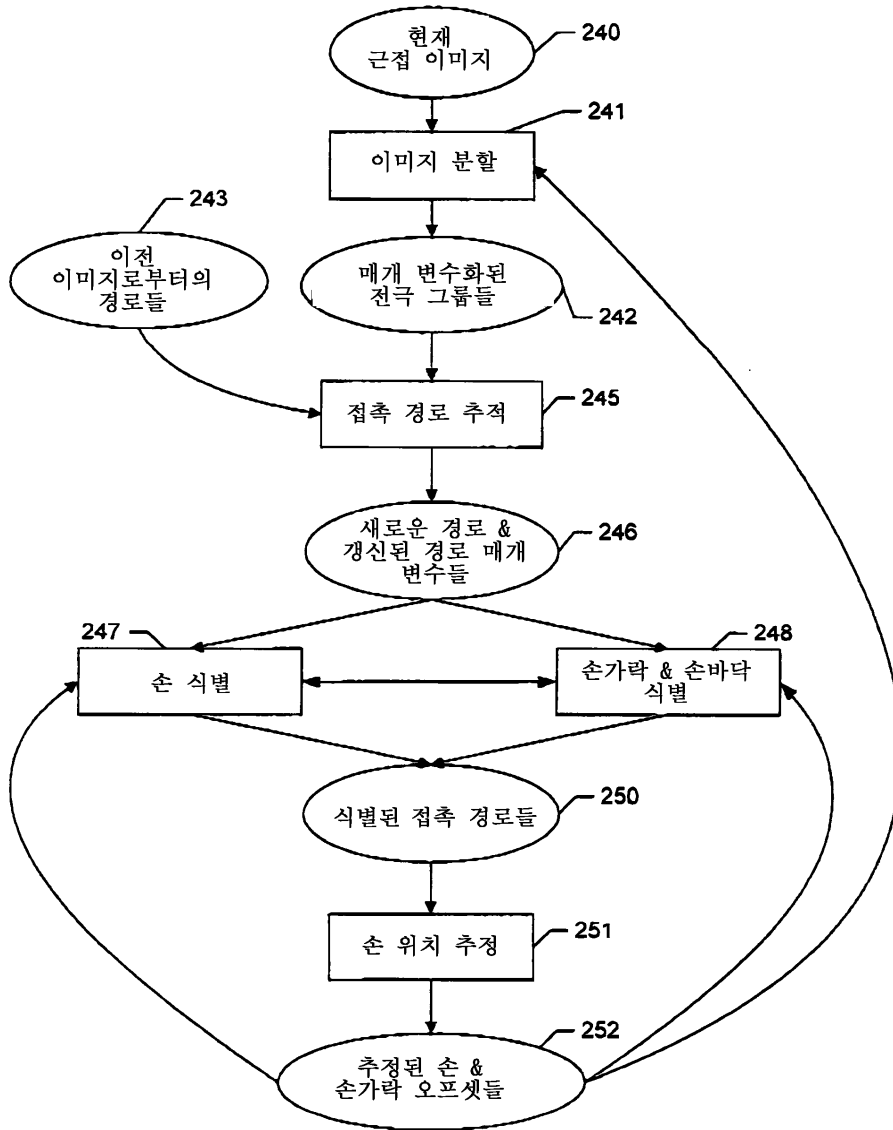 현재
근접 이미지
240
241
이미지 분할
243
이전
이미지로부터의
경로들
매개 변수화된
전극 그룹들
242
접촉 경로 추적
245
새로운 경로 &
갱신된 경로 매개
변수들
246
247
손 식별
248
손가락 & 손바닥
식별
식별된 접촉 경로들
250
손 위치 추정
251
252
추정된 손 &
손가락 오프셋들